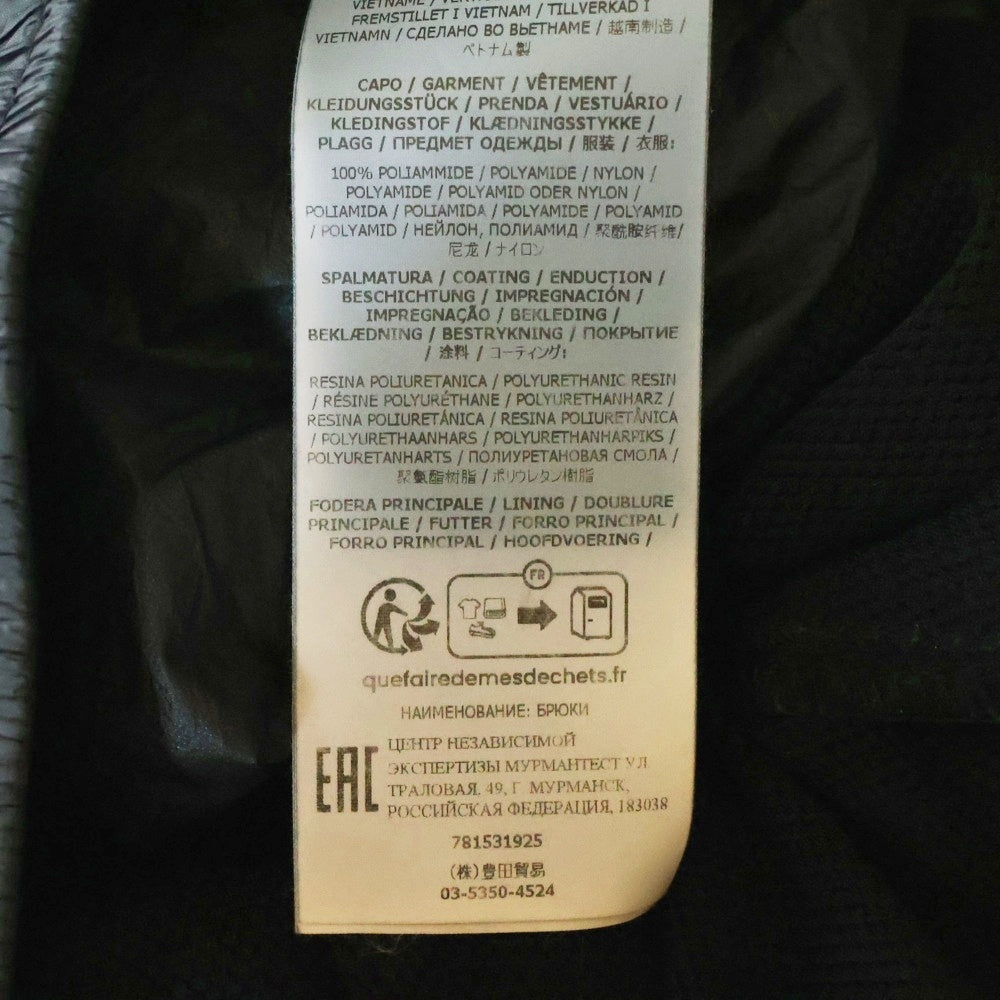 FREMSTILLET I VIETNAM / TILLVERKAD I
VIETNAMN / СДЕЛАНО ВО ВЬЕТНАМЕ / 越南制造 /
ベトナム製
CAPO / GARMENT / VÊTEMENT /
KLEIDUNGSSTÜCK / PRENDA / VESTUÁRIO /
KLEDINGSTOF / KLÆDNINGSSTYKKE /
PLAGG / ПРЕДМЕТ ОДЕЖДЫ / 服装 / 衣服:
100% POLIAMMIDE / POLYAMIDE / NYLON /
POLYAMIDE / POLYAMID ODER NYLON /
POLIAMIDA / POLIAMIDA / POLYAMIDE / POLYAMID
/ POLYAMID / НЕЙЛОН, ПОЛИАМИД / 聚酰胺纤维/
尼龙 / ナイロン
SPALMATURA / COATING / ENDUCTION /
BESCHICHTUNG / IMPREGNACIÓN /
IMPREGNAÇÃO / BEKLEDING /
BEKLÆDNING / BESTRYKNING / ПОКРЫТИЕ
/ 涂料 / コーティング:
RESINA POLIURETANICA / POLYURETHANIC RESIN
/ RÉSINE POLYURÉTHANE / POLYURETHANHARZ /
RESINA POLIURETÁNICA / RESINA POLIURETÂNICA
/ POLYURETHAANHARS / POLYURETHANHARPIKS /
POLYURETANHARTS / ПОЛИУРЕТАНОВАЯ СМОЛА /
聚氨酯树脂 / ポリウレタン樹脂
FODERA PRINCIPALE / LINING / DOUBLURE
PRINCIPALE / FUTTER / FORRO PRINCIPAL /
FORRO PRINCIPAL / HOOFDVOERING /
FR
quefairedemesdechets.fr
НАИМЕНОВАНИЕ: БРЮКИ
EAC
ЦЕНТР НЕЗАВИСИМОЙ
ЭКСПЕРТИЗЫ МУРМАНТЕСТ УЛ.
ТРАЛОВАЯ, 49, Г. МУРМАНСК,
РОССИЙСКАЯ ФЕДЕРАЦИЯ, 183038
781531925
(株)豊田貿易
03-5350-4524